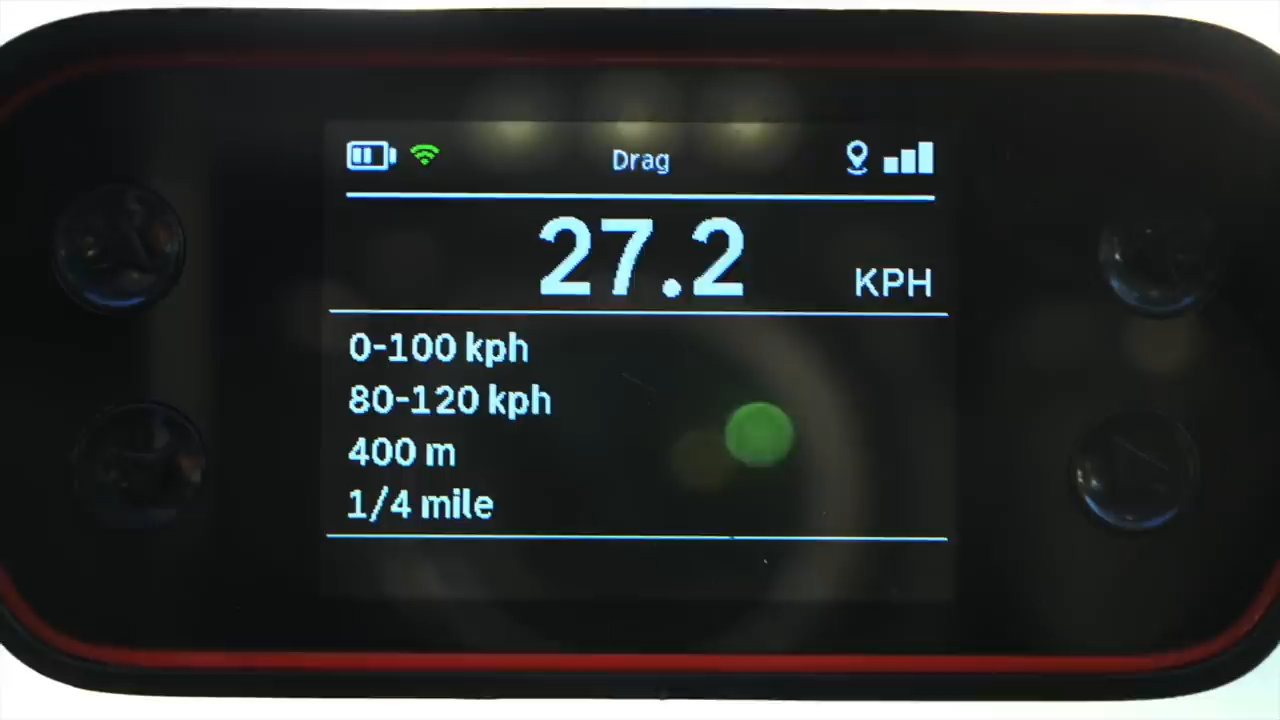 Drag
27.2 KPH
0-100 kph
80-120 kph
400 m
1/4 mile